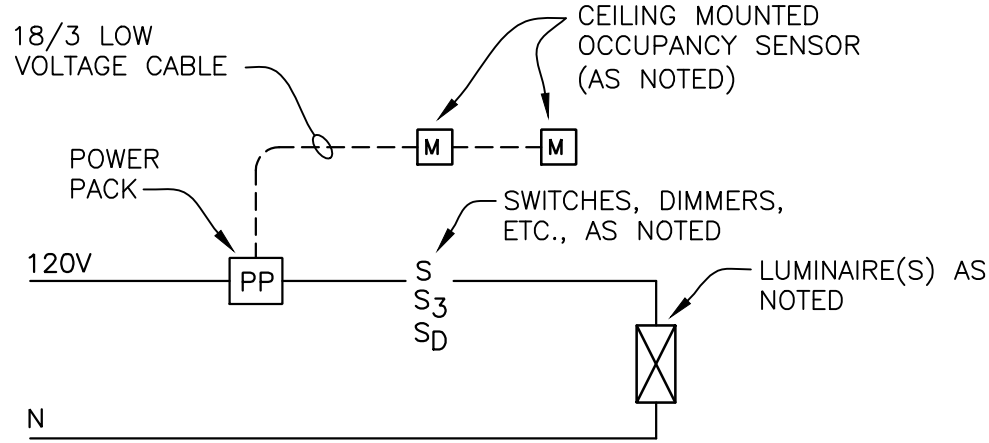 18/3 LOW
VOLTAGE CABLE
CEILING MOUNTED
OCCUPANCY SENSOR
(AS NOTED)
M
M
POWER
PACK
SWITCHES, DIMMERS,
ETC., AS NOTED
120V
PP
S
S3
SD
LUMINAIRE(S) AS
NOTED
N